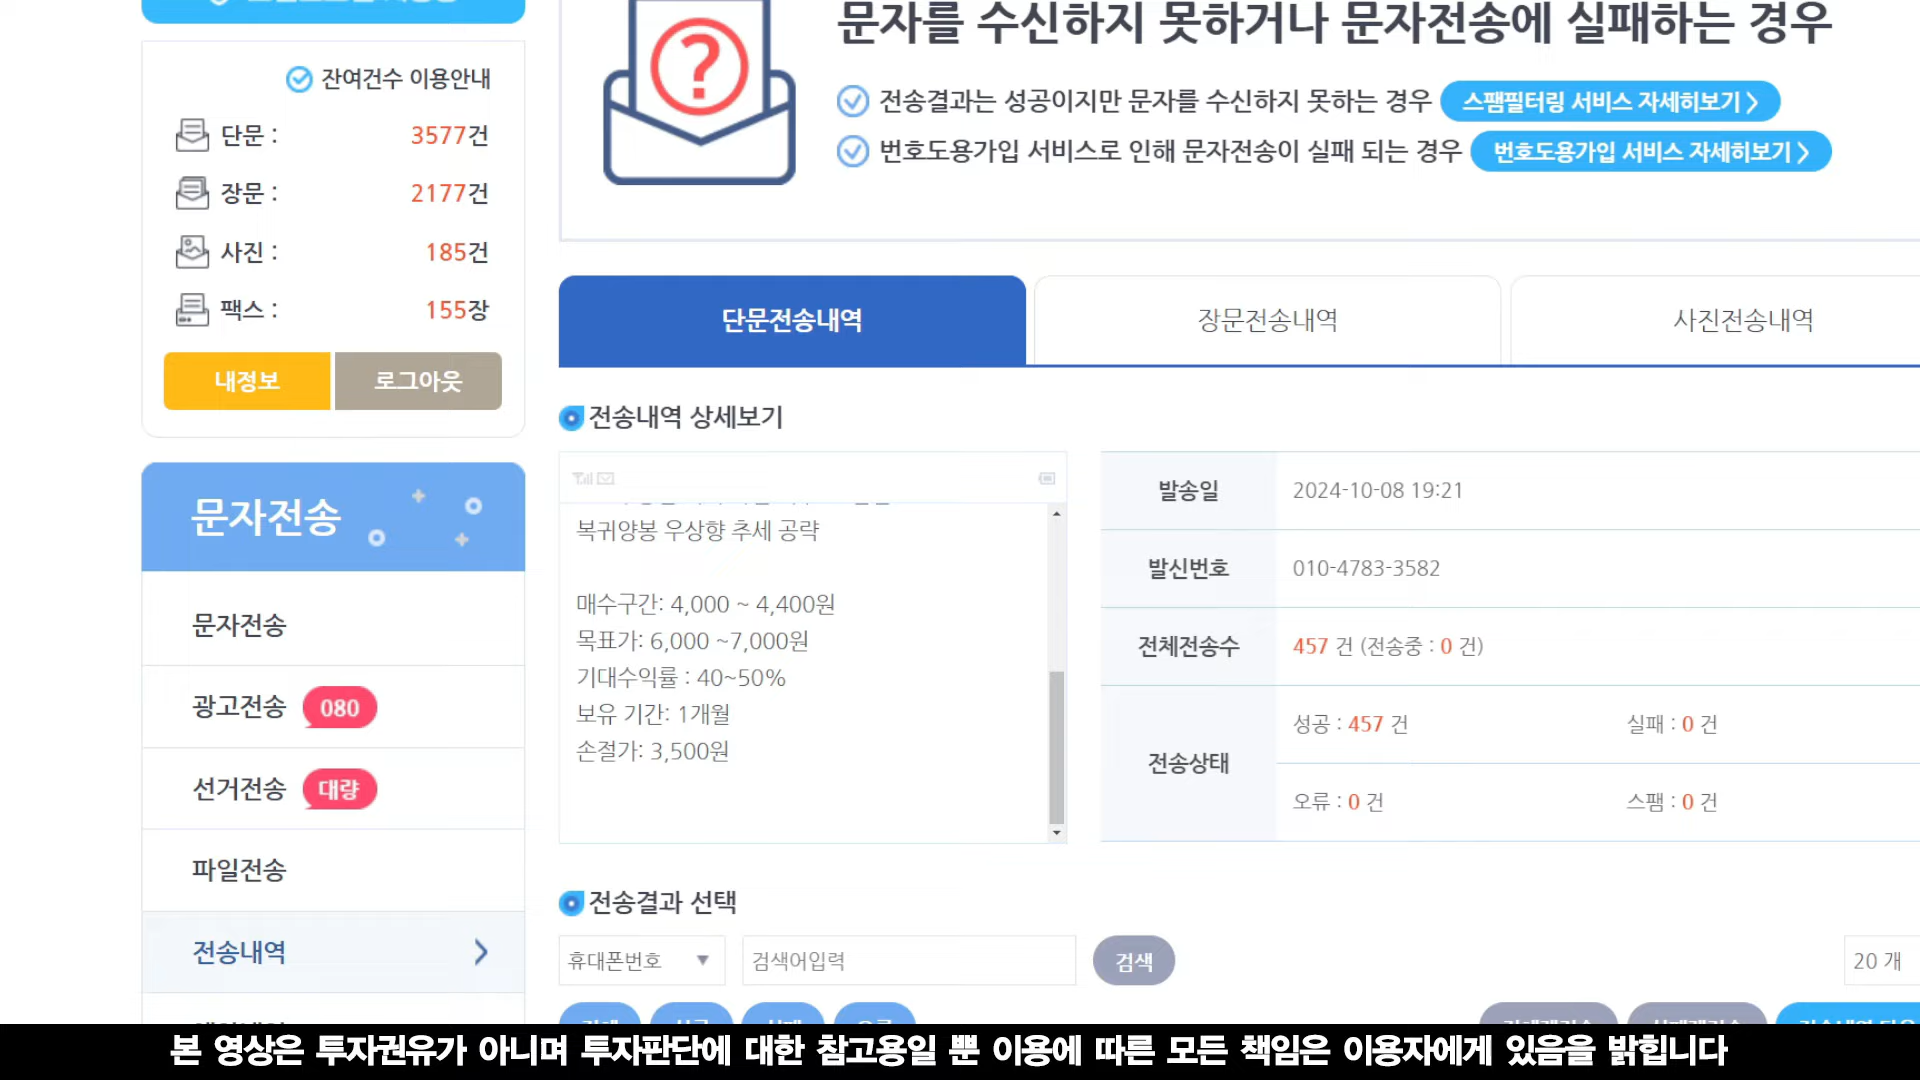 문자를 수신하지 못하거나 문자전송에 실패하는 경우
전송결과는 성공이지만 문자를 수신하지 못하는 경우 스팸필터링 서비스 자세히보기 >
번호도용가입 서비스로 인해 문자전송이 실패 되는 경우 번호도용가입 서비스 자세히보기 >
잔여건수 이용안내
단문 : 3577건
장문 : 2177건
사진 : 185건
팩스 : 155장
내정보 로그아웃
문자전송
문자전송
광고전송 080
선거전송 대량
파일전송
전송내역
단문전송내역 장문전송내역 사진전송내역
전송내역 상세보기
복귀양봉 우상향 추세 공략
매수구간: 4,000 ~ 4,400원
목표가: 6,000 ~7,000원
기대수익률 : 40~50%
보유 기간: 1개월
손절가: 3,500원
발송일 2024-10-08 19:21
발신번호 010-4783-3582
전체전송수 457 건 (전송중 : 0 건)
전송상태
성공 : 457 건 실패 : 0 건
오류 : 0 건 스팸 : 0 건
전송결과 선택
휴대폰번호 ▼ 검색어입력 검색 20 개
본 영상은 투자권유가 아니며 투자판단에 대한 참고용일 뿐 이용에 따른 모든 책임은 이용자에게 있음을 밝힙니다